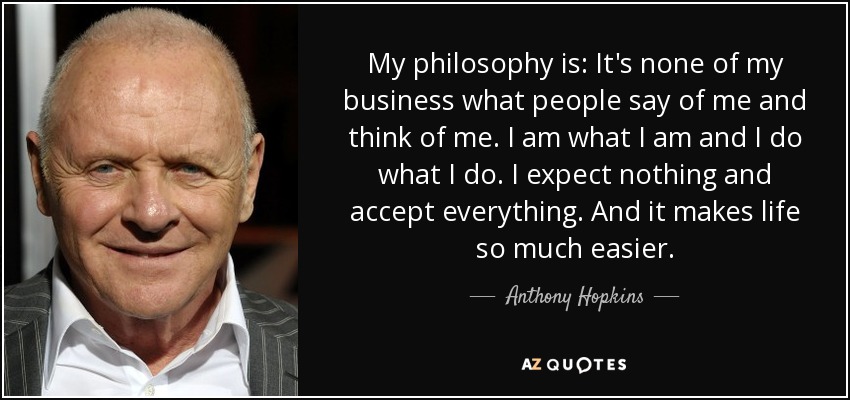 My philosophy is: It's none of my
business what people say of me and
think of me. I am what I am and I do
what I do. I expect nothing and
accept everything. And it makes life
so much easier.
Anthony Hopkins
AZ QUOTES